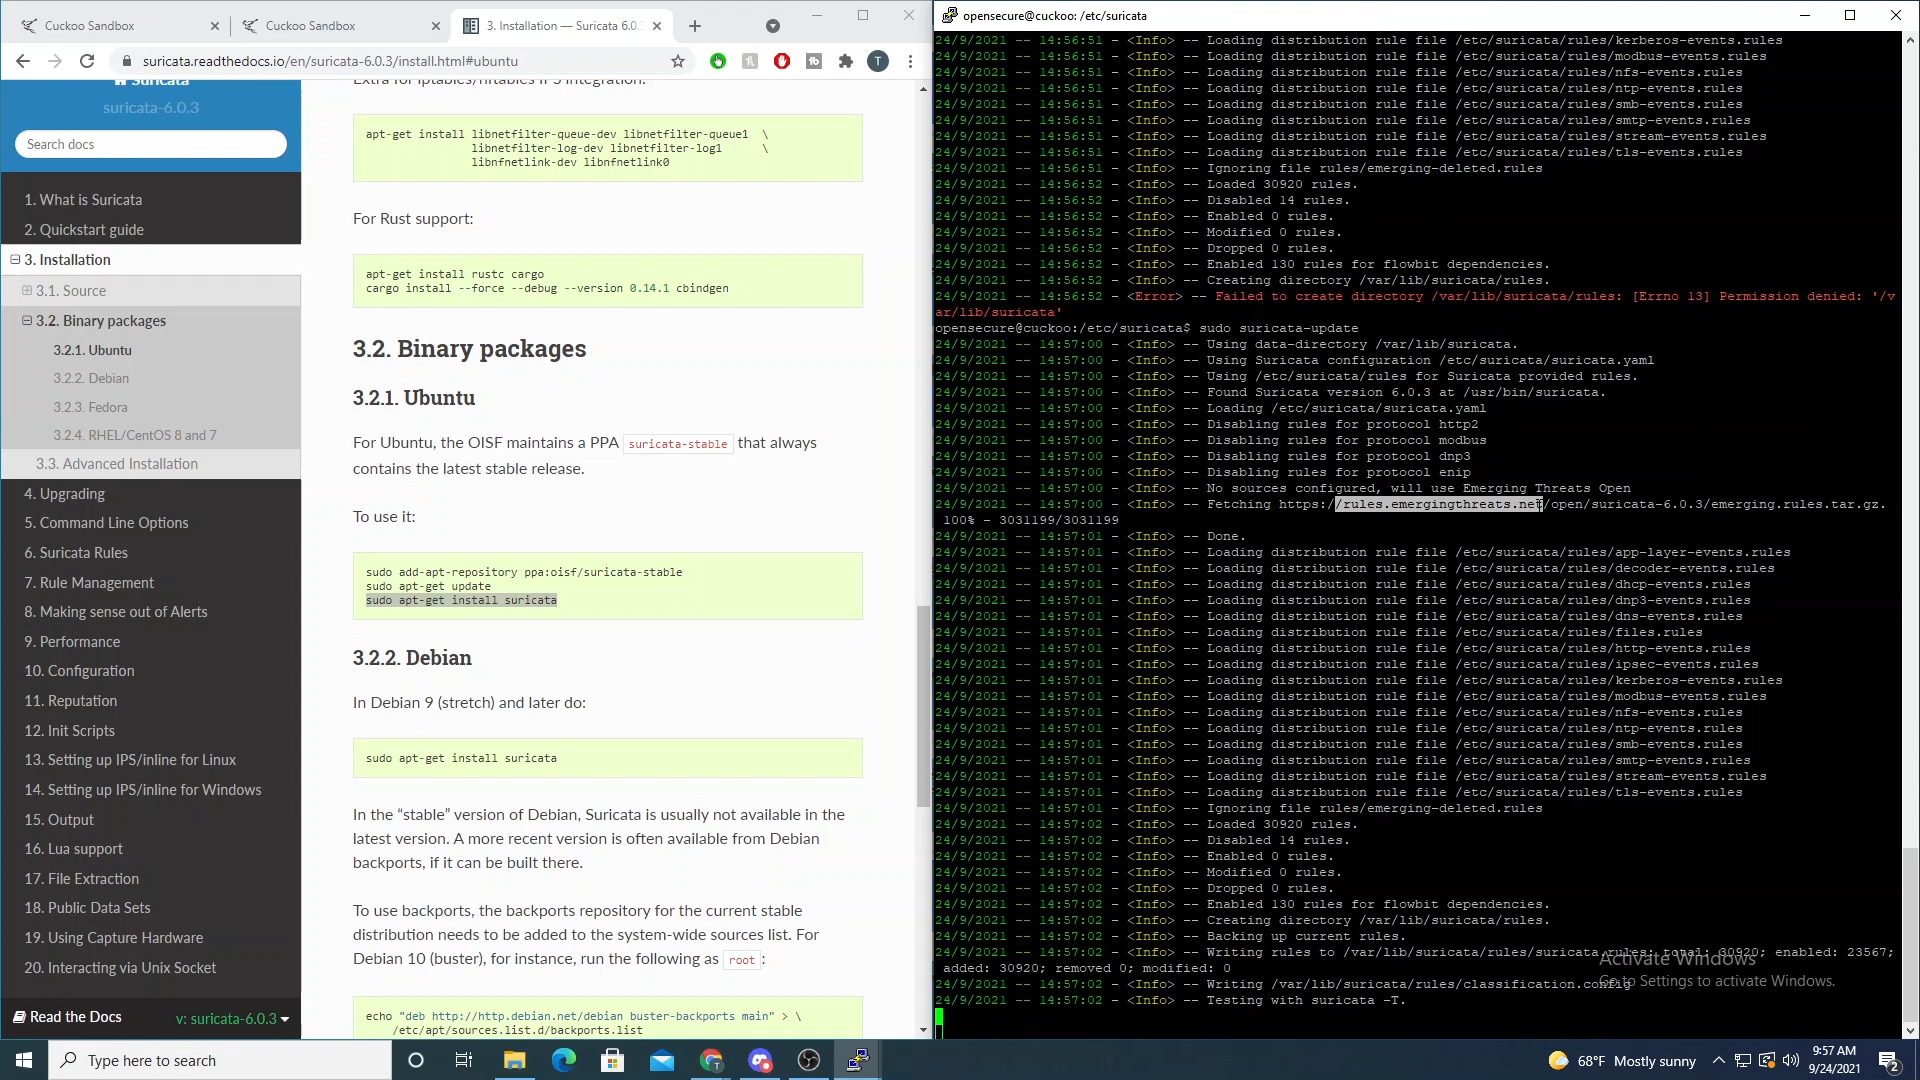 Cuckoo Sandbox
Cuckoo Sandbox
3. Installation — Suricata 6.0.
suricata.readthedocs.io/en/suricata-6.0.3/install.html#ubuntu
T
Suricata
suricata-6.0.3
Search docs
1. What is Suricata
2. Quickstart guide
3. Installation
3.1. Source
3.2. Binary packages
3.2.1. Ubuntu
3.2.2. Debian
3.2.3. Fedora
3.2.4. RHEL/CentOS 8 and 7
3.3. Advanced Installation
4. Upgrading
5. Command Line Options
6. Suricata Rules
7. Rule Management
8. Making sense out of Alerts
9. Performance
10. Configuration
11. Reputation
12. Init Scripts
13. Setting up IPS/inline for Linux
14. Setting up IPS/inline for Windows
15. Output
16. Lua support
17. File Extraction
18. Public Data Sets
19. Using Capture Hardware
20. Interacting via Unix Socket
Read the Docs
v: suricata-6.0.3
Extra for iptables/nftables IPS integration:
apt-get install libnetfilter-queue-dev libnetfilter-queue1 \
libnetfilter-log-dev libnetfilter-log1 \
libnfnetlink-dev libnfnetlink0
For Rust support:
apt-get install rustc cargo
cargo install --force --debug --version 0.14.1 cbindgen
3.2. Binary packages
3.2.1. Ubuntu
For Ubuntu, the OISF maintains a PPA suricata-stable that always
contains the latest stable release.
To use it:
sudo add-apt-repository ppa:oisf/suricata-stable
sudo apt-get update
sudo apt-get install suricata
3.2.2. Debian
In Debian 9 (stretch) and later do:
sudo apt-get install suricata
In the “stable” version of Debian, Suricata is usually not available in the
latest version. A more recent version is often available from Debian
backports, if it can be built there.
To use backports, the backports repository for the current stable
distribution needs to be added to the system-wide sources list. For
Debian 10 (buster), for instance, run the following as root :
echo "deb http://http.debian.net/debian buster-backports main" > \
/etc/apt/sources.list.d/backports.list
opensecure@cuckoo: /etc/suricata
24/9/2021 -- 14:56:51 - <Info> -- Loading distribution rule file /etc/suricata/rules/kerberos-events.rules
24/9/2021 -- 14:56:51 - <Info> -- Loading distribution rule file /etc/suricata/rules/modbus-events.rules
24/9/2021 -- 14:56:51 - <Info> -- Loading distribution rule file /etc/suricata/rules/nfs-events.rules
24/9/2021 -- 14:56:51 - <Info> -- Loading distribution rule file /etc/suricata/rules/ntp-events.rules
24/9/2021 -- 14:56:51 - <Info> -- Loading distribution rule file /etc/suricata/rules/smb-events.rules
24/9/2021 -- 14:56:51 - <Info> -- Loading distribution rule file /etc/suricata/rules/smtp-events.rules
24/9/2021 -- 14:56:51 - <Info> -- Loading distribution rule file /etc/suricata/rules/stream-events.rules
24/9/2021 -- 14:56:51 - <Info> -- Loading distribution rule file /etc/suricata/rules/tls-events.rules
24/9/2021 -- 14:56:51 - <Info> -- Ignoring file rules/emerging-deleted.rules
24/9/2021 -- 14:56:52 - <Info> -- Loaded 30920 rules.
24/9/2021 -- 14:56:52 - <Info> -- Disabled 14 rules.
24/9/2021 -- 14:56:52 - <Info> -- Enabled 0 rules.
24/9/2021 -- 14:56:52 - <Info> -- Modified 0 rules.
24/9/2021 -- 14:56:52 - <Info> -- Dropped 0 rules.
24/9/2021 -- 14:56:52 - <Info> -- Enabled 130 rules for flowbit dependencies.
24/9/2021 -- 14:56:52 - <Info> -- Creating directory /var/lib/suricata/rules.
24/9/2021 -- 14:56:52 - <Error> -- Failed to create directory /var/lib/suricata/rules: [Errno 13] Permission denied: '/v
ar/lib/suricata'
opensecure@cuckoo:/etc/suricata$ sudo suricata-update
24/9/2021 -- 14:57:00 - <Info> -- Using data-directory /var/lib/suricata.
24/9/2021 -- 14:57:00 - <Info> -- Using Suricata configuration /etc/suricata/suricata.yaml
24/9/2021 -- 14:57:00 - <Info> -- Using /etc/suricata/rules for Suricata provided rules.
24/9/2021 -- 14:57:00 - <Info> -- Found Suricata version 6.0.3 at /usr/bin/suricata.
24/9/2021 -- 14:57:00 - <Info> -- Loading /etc/suricata/suricata.yaml
24/9/2021 -- 14:57:00 - <Info> -- Disabling rules for protocol http2
24/9/2021 -- 14:57:00 - <Info> -- Disabling rules for protocol modbus
24/9/2021 -- 14:57:00 - <Info> -- Disabling rules for protocol dnp3
24/9/2021 -- 14:57:00 - <Info> -- Disabling rules for protocol enip
24/9/2021 -- 14:57:00 - <Info> -- No sources configured, will use Emerging Threats Open
24/9/2021 -- 14:57:00 - <Info> -- Fetching https://rules.emergingthreats.net/open/suricata-6.0.3/emerging.rules.tar.gz.
100% - 3031199/3031199
24/9/2021 -- 14:57:01 - <Info> -- Done.
24/9/2021 -- 14:57:01 - <Info> -- Loading distribution rule file /etc/suricata/rules/app-layer-events.rules
24/9/2021 -- 14:57:01 - <Info> -- Loading distribution rule file /etc/suricata/rules/decoder-events.rules
24/9/2021 -- 14:57:01 - <Info> -- Loading distribution rule file /etc/suricata/rules/dhcp-events.rules
24/9/2021 -- 14:57:01 - <Info> -- Loading distribution rule file /etc/suricata/rules/dnp3-events.rules
24/9/2021 -- 14:57:01 - <Info> -- Loading distribution rule file /etc/suricata/rules/dns-events.rules
24/9/2021 -- 14:57:01 - <Info> -- Loading distribution rule file /etc/suricata/rules/files.rules
24/9/2021 -- 14:57:01 - <Info> -- Loading distribution rule file /etc/suricata/rules/http-events.rules
24/9/2021 -- 14:57:01 - <Info> -- Loading distribution rule file /etc/suricata/rules/ipsec-events.rules
24/9/2021 -- 14:57:01 - <Info> -- Loading distribution rule file /etc/suricata/rules/kerberos-events.rules
24/9/2021 -- 14:57:01 - <Info> -- Loading distribution rule file /etc/suricata/rules/modbus-events.rules
24/9/2021 -- 14:57:01 - <Info> -- Loading distribution rule file /etc/suricata/rules/nfs-events.rules
24/9/2021 -- 14:57:01 - <Info> -- Loading distribution rule file /etc/suricata/rules/ntp-events.rules
24/9/2021 -- 14:57:01 - <Info> -- Loading distribution rule file /etc/suricata/rules/smb-events.rules
24/9/2021 -- 14:57:01 - <Info> -- Loading distribution rule file /etc/suricata/rules/smtp-events.rules
24/9/2021 -- 14:57:01 - <Info> -- Loading distribution rule file /etc/suricata/rules/stream-events.rules
24/9/2021 -- 14:57:01 - <Info> -- Loading distribution rule file /etc/suricata/rules/tls-events.rules
24/9/2021 -- 14:57:01 - <Info> -- Ignoring file rules/emerging-deleted.rules
24/9/2021 -- 14:57:02 - <Info> -- Loaded 30920 rules.
24/9/2021 -- 14:57:02 - <Info> -- Disabled 14 rules.
24/9/2021 -- 14:57:02 - <Info> -- Enabled 0 rules.
24/9/2021 -- 14:57:02 - <Info> -- Modified 0 rules.
24/9/2021 -- 14:57:02 - <Info> -- Dropped 0 rules.
24/9/2021 -- 14:57:02 - <Info> -- Enabled 130 rules for flowbit dependencies.
24/9/2021 -- 14:57:02 - <Info> -- Creating directory /var/lib/suricata/rules.
24/9/2021 -- 14:57:02 - <Info> -- Backing up current rules.
24/9/2021 -- 14:57:02 - <Info> -- Writing rules to /var/lib/suricata/rules/suricata.rules: total: 30920; enabled: 23567;
added: 30920; removed 0; modified: 0
24/9/2021 -- 14:57:02 - <Info> -- Writing /var/lib/suricata/rules/classification.config
24/9/2021 -- 14:57:02 - <Info> -- Testing with suricata -T.
Activate Windows
Go to Settings to activate Windows.
Type here to search
T
68°F Mostly sunny
9:57 AM
9/24/2021
2